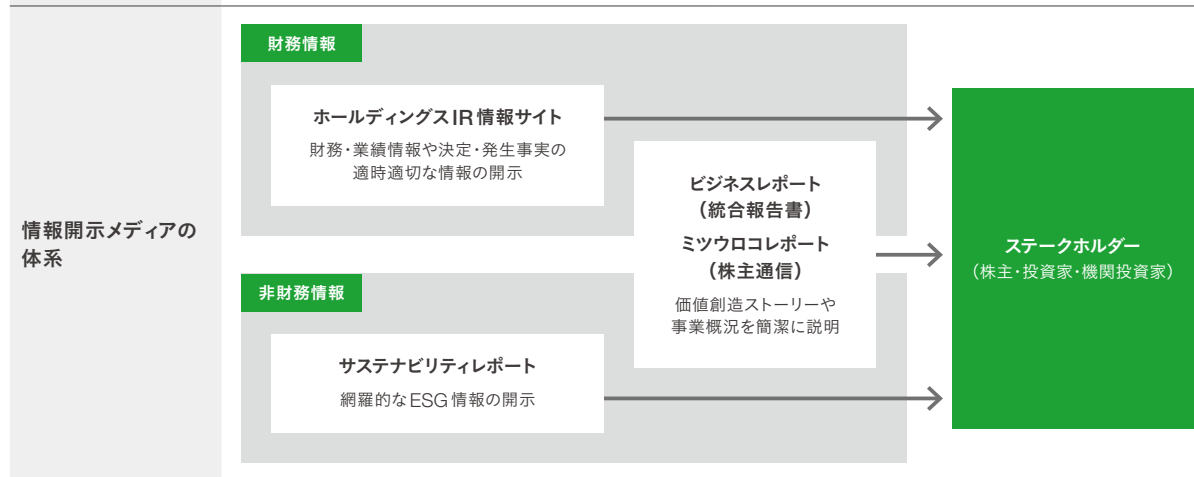 情報開示メディアの
体系
財務情報
ホールディングスIR情報サイト
財務・業績情報や決定・発生事実の
適時適切な情報の開示
ビジネスレポート
（統合報告書）
ミツウロコレポート
（株主通信）
価値創造ストーリーや
事業概況を簡潔に説明
非財務情報
サステナビリティレポート
網羅的なESG情報の開示
ステークホルダー
（株主・投資家・機関投資家）